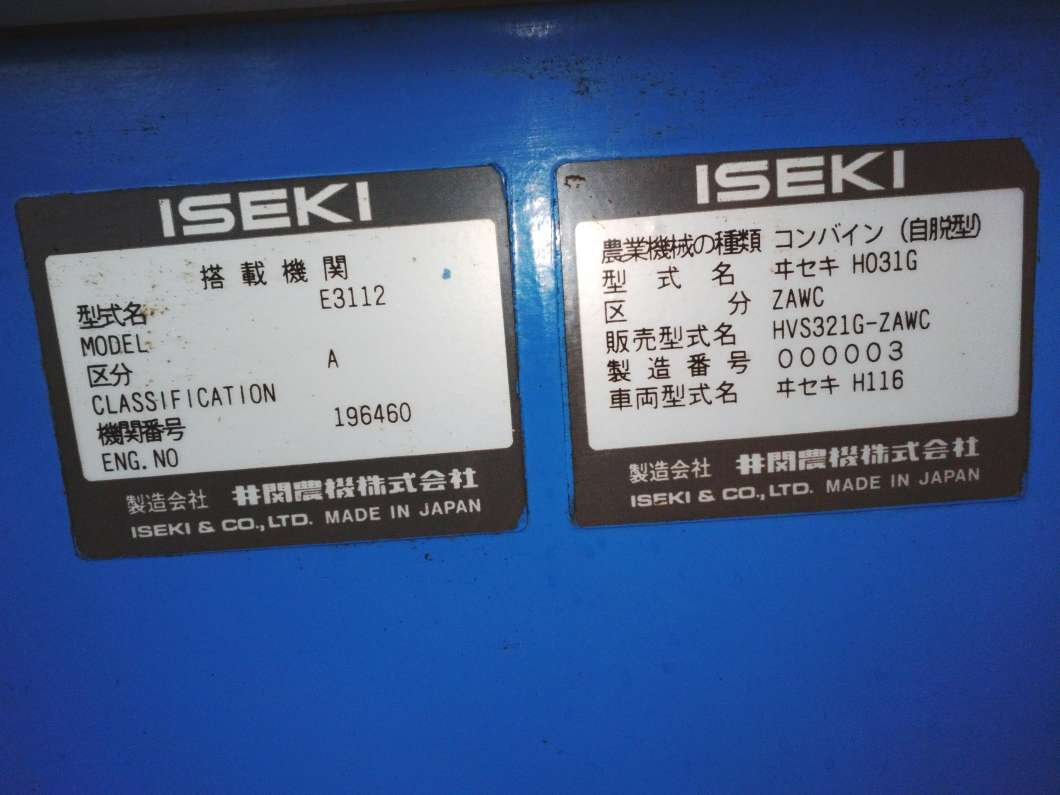 ISEKI
搭載機関
型式名 E3112
MODEL
区分 A
CLASSIFICATION
機関番号 196460
ENG.NO
製造会社 井関農機株式会社
ISEKI & CO.,LTD. MADE IN JAPAN
ISEKI
農業機械の種類 コンバイン(自脱型)
型式名 ヰセキ HO31G
区分 ZAWC
販売型式名 HVS321G-ZAWC
製造番号 000003
車両型式名 ヰセキ H116
製造会社 井関農機株式会社
ISEKI & CO.,LTD. MADE IN JAPAN